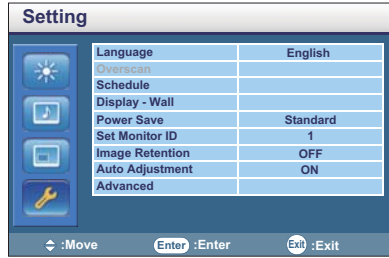 Setting
Language English
Overscan
Schedule
Display - Wall
Power Save Standard
Set Monitor ID 1
Image Retention OFF
Auto Adjustment ON
Advanced
:Move Enter :Enter Exit :Exit